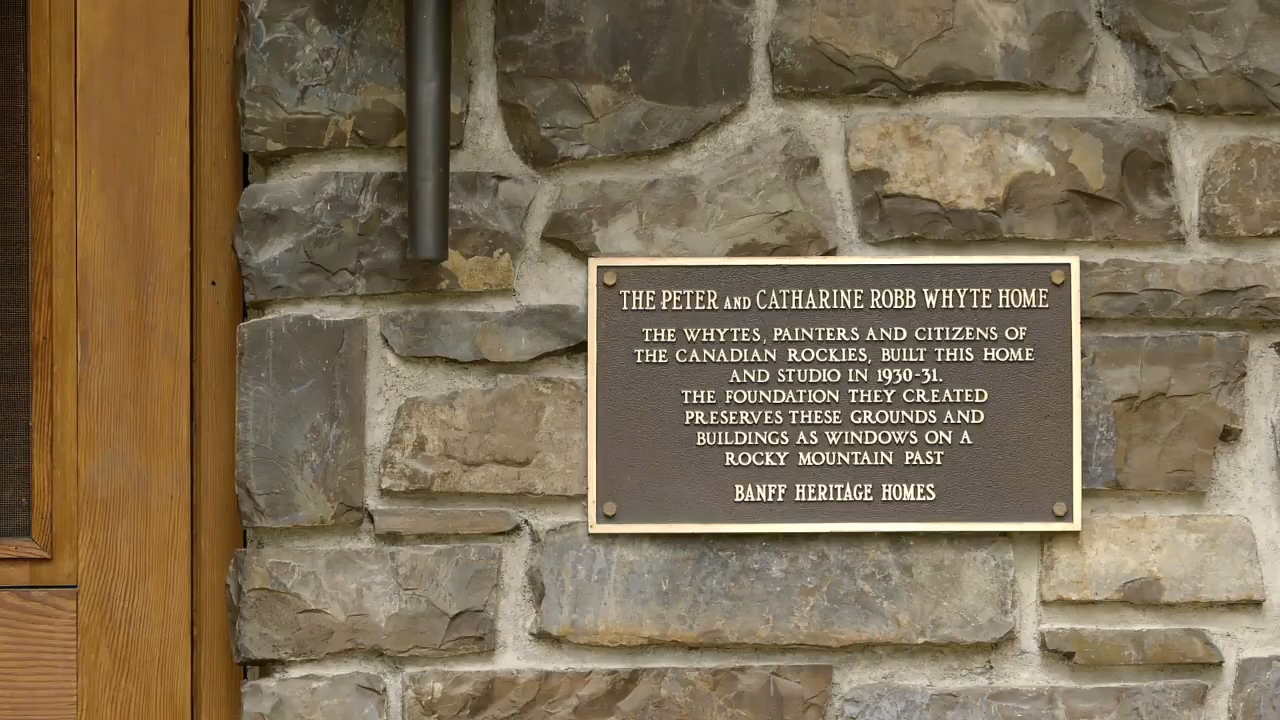 THE PETER AND CATHARINE ROBB WHYTE HOME
THE WHYTES, PAINTERS AND CITIZENS OF
THE CANADIAN ROCKIES, BUILT THIS HOME
AND STUDIO IN 1930-31.
THE FOUNDATION THEY CREATED
PRESERVES THESE GROUNDS AND
BUILDINGS AS WINDOWS ON A
ROCKY MOUNTAIN PAST
BANFF HERITAGE HOMES